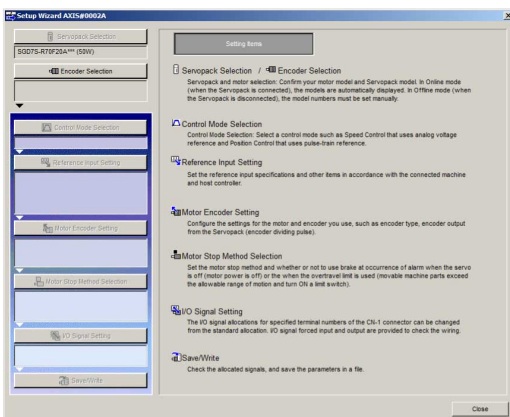 Setup Wizard AXIS#0002A
Servopack Selection
SGD7S-R70F20A*** (50W)
Encoder Selection
Control Mode Selection
Reference Input Setting
Motor Encoder Setting
Motor Stop Method Selection
I/O Signal Setting
Save/Write
Setting Items
Servopack Selection / Encoder Selection
Servopack and motor selection: Confirm your motor model and Servopack model. In Online mode
(when the Servopack is connected), the models are automatically displayed. In Offline mode (when
the Servopack is disconnected), the model numbers must be set manually.
Control Mode Selection
Control Mode Selection: Select a control mode such as Speed Control that uses analog voltage
reference and Position Control that uses pulse-train reference.
Reference Input Setting
Set the reference input specifications and other items in accordance with the connected machine
and host controller.
Motor Encoder Setting
Configure the settings for the motor and encoder you use, such as encoder type, encoder output
from the Servopack (encoder dividing pulse).
Motor Stop Method Selection
Set the motor stop method and whether or not to use brake at occurrence of alarm when the servo
is off (motor power is off) or the when the overtravel limit is used (movable machine parts exceed
the allowable range of motion and turn ON a limit switch).
I/O Signal Setting
The I/O signal allocations for specified terminal numbers of the CN-1 connector can be changed
from the standard allocation. I/O signal forced input and output are provided to check the wiring.
Save/Write
Check the allocated signals, and save the parameters in a file.
Close